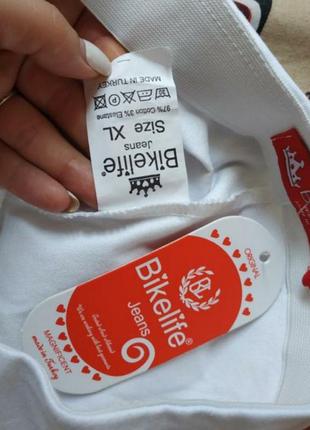 Bikelife
Jeans
Size XL
97% Cotton 3% Elastane
MADE IN TURKEY
ORIGINAL
BL
Bikelife®
Jeans
MAGNIFICENT
made in Turkey